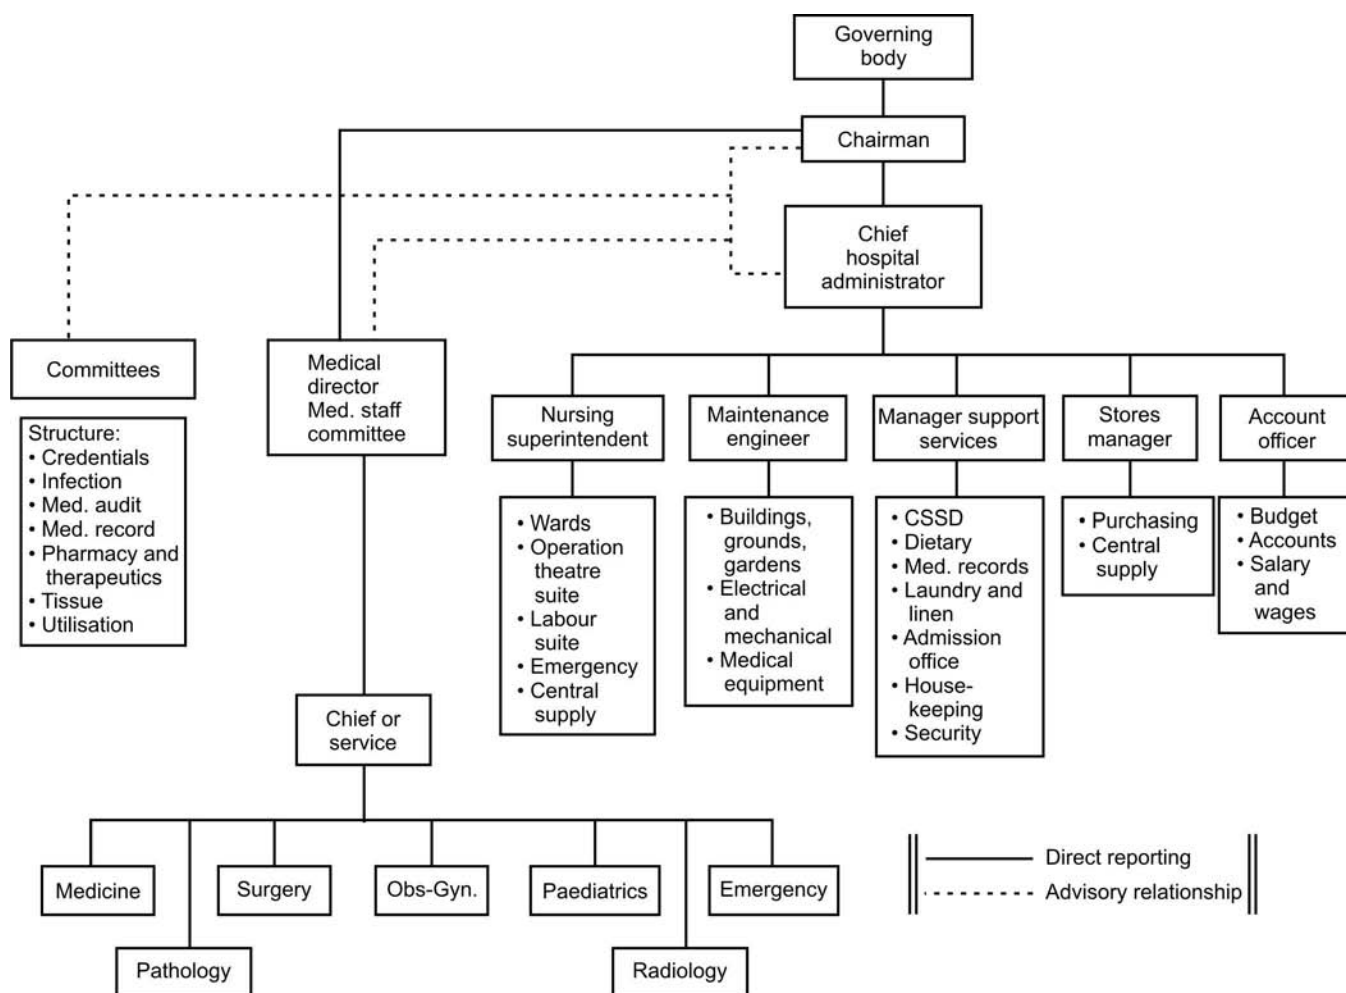 Governing
body
Chairman
Chief
hospital
administrator
Committees
Structure:
• Credentials
• Infection
• Med. audit
• Med. record
• Pharmacy and
therapeutics
• Tissue
• Utilisation
Medical
director
Med. staff
committee
Nursing
superintendent
• Wards
• Operation
theatre
suite
• Labour
suite
• Emergency
• Central
supply
Maintenance
engineer
• Buildings,
grounds,
gardens
• Electrical
and
mechanical
• Medical
equipment
Manager support
services
• CSSD
• Dietary
• Med. records
• Laundry and
linen
• Admission
office
• House-
keeping
• Security
Stores
manager
• Purchasing
• Central
supply
Account
officer
• Budget
• Accounts
• Salary
and
wages
Chief or
service
Medicine
Surgery
Obs-Gyn.
Paediatrics
Emergency
Pathology
Radiology
Direct reporting
Advisory relationship